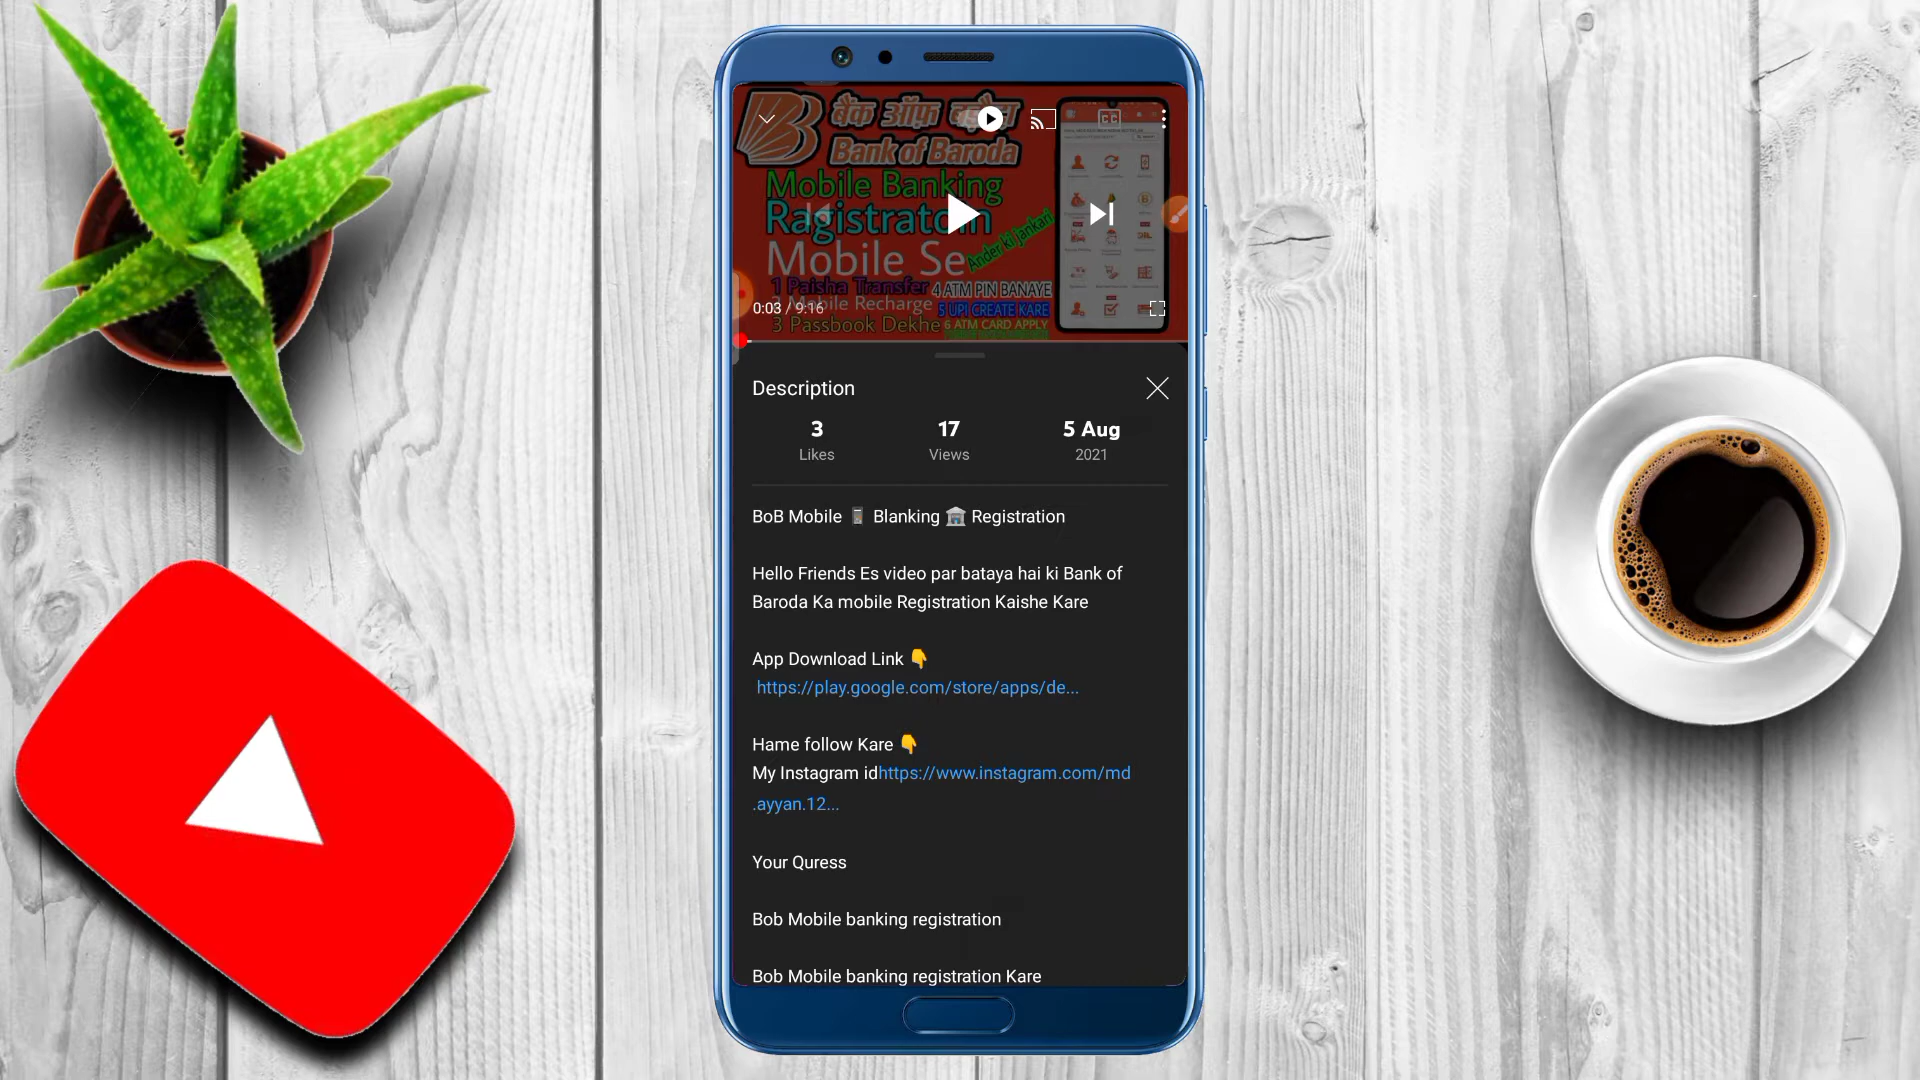 बैंक ऑफ़ बड़ौदा
Bank of Baroda
CC
Mobile Banking
Ragistratoin
Mobile Se
Ander ki jankari
1 Paisha Transfer
4 ATM PIN BANAYE
3 Mobile Recharge
5 UPI CREATE KARE
3 Passbook Dekhe
6 ATM CARD APPLY
0:03 / 9:16
Description
3
17
5 Aug
Likes
Views
2021
BoB Mobile 📱 Blanking 🏦 Registration
Hello Friends Es video par bataya hai ki Bank of
Baroda Ka mobile Registration Kaishe Kare
App Download Link 👇
https://play.google.com/store/apps/de...
Hame follow Kare 👇
My Instagram idhttps://www.instagram.com/md
.ayyan.12...
Your Quress
Bob Mobile banking registration
Bob Mobile banking registration Kare